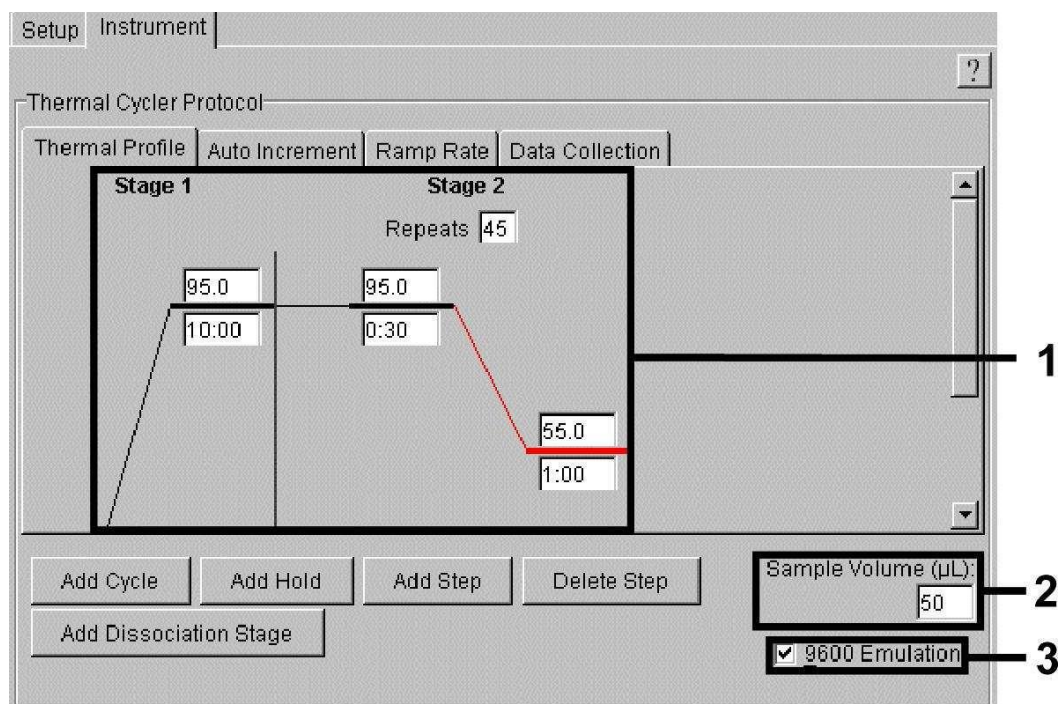 Setup Instrument
?
Thermal Cycler Protocol
Thermal Profile Auto Increment Ramp Rate Data Collection
Stage 1 Stage 2
Repeats 45
95.0 95.0
10:00 0:30
1
55.0
1:00
Add Cycle Add Hold Add Step Delete Step
Sample Volume (µL):
50
2
Add Dissociation Stage
9600 Emulation
3